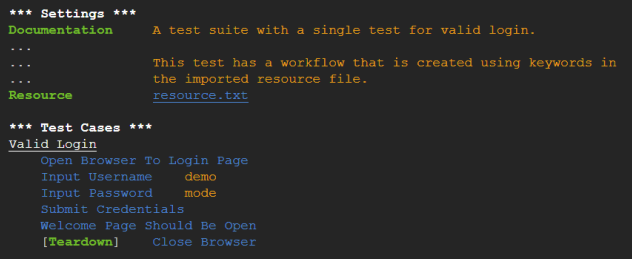 *** Settings ***
Documentation     A test suite with a single test for valid login.
...
...               This test has a workflow that is created using keywords in
...               the imported resource file.
Resource          resource.txt

*** Test Cases ***
Valid Login
    Open Browser To Login Page
    Input Username    demo
    Input Password    mode
    Submit Credentials
    Welcome Page Should Be Open
    [Teardown]    Close Browser